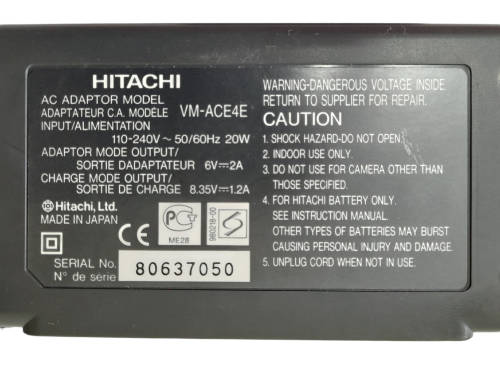 HITACHI
AC ADAPTOR MODEL
ADAPTATEUR C.A. MODÈLE VM-ACE4E
INPUT/ALIMENTATION
110-240V～50/60Hz 20W
ADAPTOR MODE OUTPUT/
SORTIE DADAPTATEUR 6V⎓2A
CHARGE MODE OUTPUT/
SORTIE DE CHARGE 8.35V⎓1.2A
Hitachi, Ltd.
MADE IN JAPAN
CE
PCT
ME28
980218-00
S
SERIAL No.
N° de serie
80637050
WARNING-DANGEROUS VOLTAGE INSIDE
RETURN TO SUPPLIER FOR REPAIR.
CAUTION
1. SHOCK HAZARD-DO NOT OPEN.
2. INDOOR USE ONLY.
3. DO NOT USE FOR CAMERA OTHER THAN
THOSE SPECIFIED.
4. FOR HITACHI BATTERY ONLY.
SEE INSTRUCTION MANUAL.
OTHER TYPES OF BATTERIES MAY BURST
CAUSING PERSONAL INJURY AND DAMAGE.
5. UNPLUG CORD WHEN NOT IN USE.